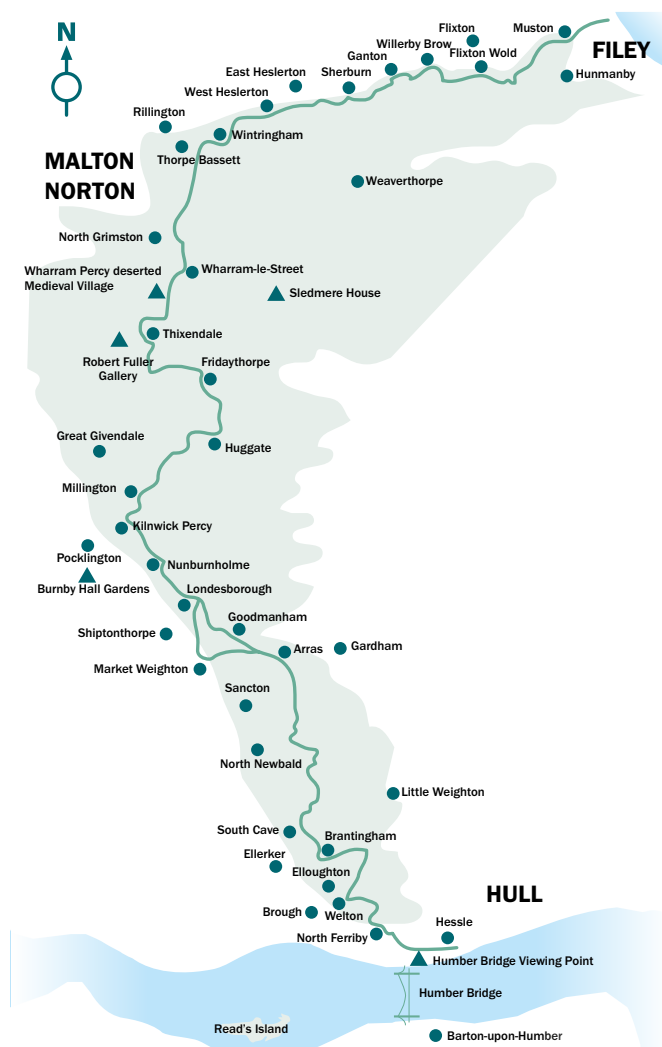 N
Flixton
Muston
Willerby Brow
FILEY
Ganton
Flixton Wold
East Heslerton
Sherburn
Hunmanby
West Heslerton
Rillington
Wintringham
MALTON
NORTON
Thorpe Bassett
Weaverthorpe
North Grimston
Wharram Percy deserted
Medieval Village
Wharram-le-Street
Sledmere House
Thixendale
Robert Fuller
Gallery
Fridaythorpe
Great Givendale
Huggate
Millington
Kilnwick Percy
Pocklington
Nunburnholme
Burnby Hall Gardens
Londesborough
Goodmanham
Shiptonthorpe
Arras
Gardham
Market Weighton
Sancton
North Newbald
Little Weighton
South Cave
Brantingham
Ellerker
Elloughton
HULL
Brough
Welton
Hessle
North Ferriby
Humber Bridge Viewing Point
Humber Bridge
Read's Island
Barton-upon-Humber